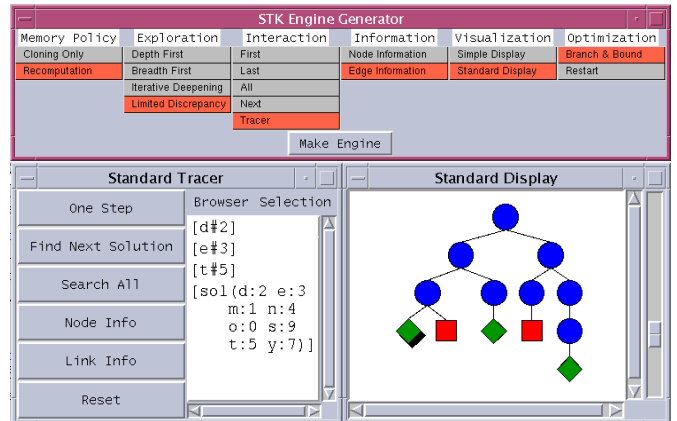 STK Engine Generator
Memory Policy Exploration Interaction Information Visualization Optimization
Cloning Only Depth First First Node Information Simple Display Branch & Bound
Recomputation Breadth First Last Edge Information Standard Display Restart
Iterative Deepening All
Limited Discrepancy Next
Tracer
Make Engine
Standard Tracer
One Step
Find Next Solution
Search All
Node Info
Link Info
Reset
Browser Selection
[d#2]
[e#3]
[t#5]
[sol(d:2 e:3
m:1 n:4
o:0 s:9
t:5 y:7)]
Standard Display